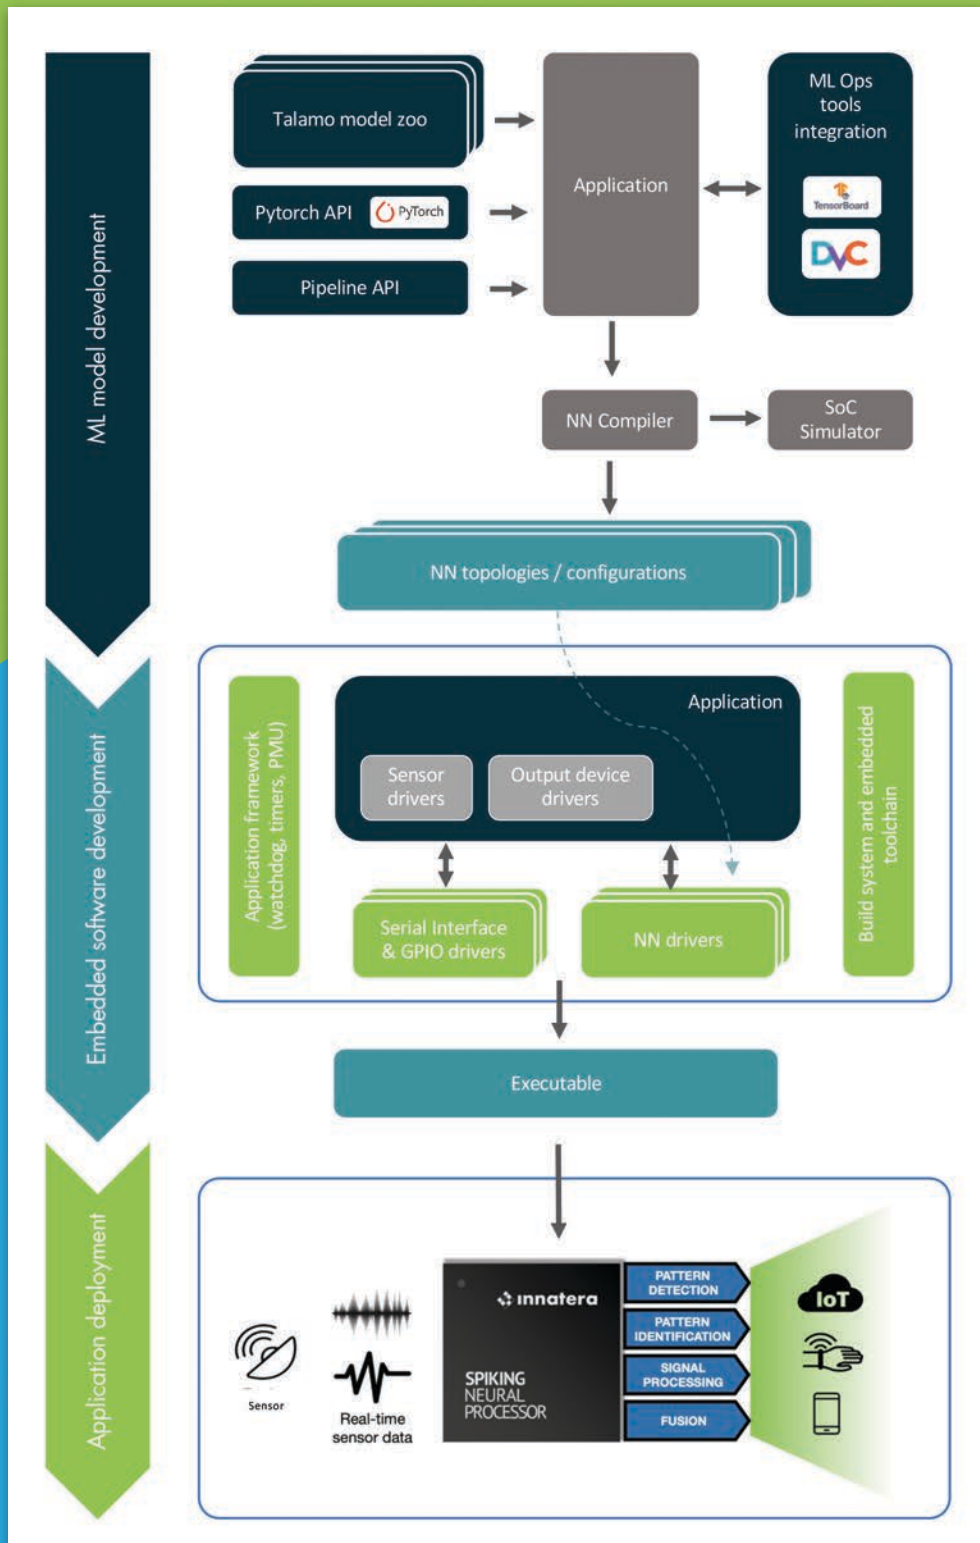 ML model development
Talamo model zoo
Pytorch API
PyTorch
Pipeline API
Application
ML Ops
tools
integration
TensorBoard
DVC
NN Compiler
SoC
Simulator
NN topologies / configurations
Embedded software development
Application framework
(watchdog, timers, PMU)
Application
Sensor
drivers
Output device
drivers
Serial Interface
& GPIO drivers
NN drivers
Build system and embedded
toolchain
Executable
Application deployment
Sensor
Real-time
sensor data
innatera
SPIKING
NEURAL
PROCESSOR
PATTERN
DETECTION
PATTERN
IDENTIFICATION
SIGNAL
PROCESSING
FUSION
IoT